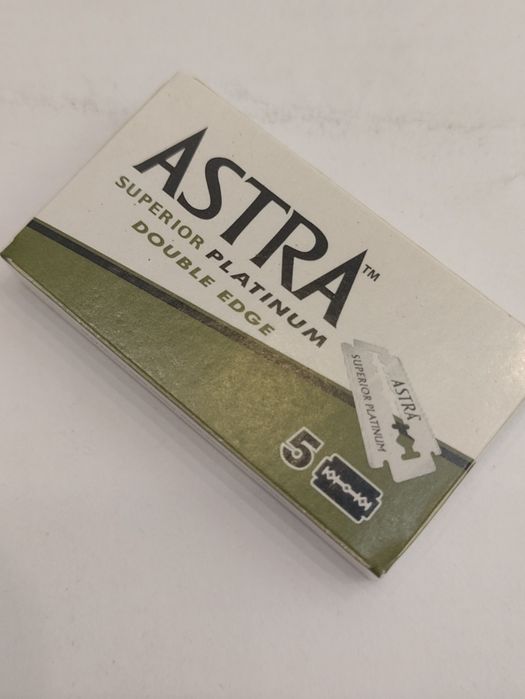 ASTRA™
SUPERIOR PLATINUM
DOUBLE EDGE
ASTRA
SUPERIOR PLATINUM
5